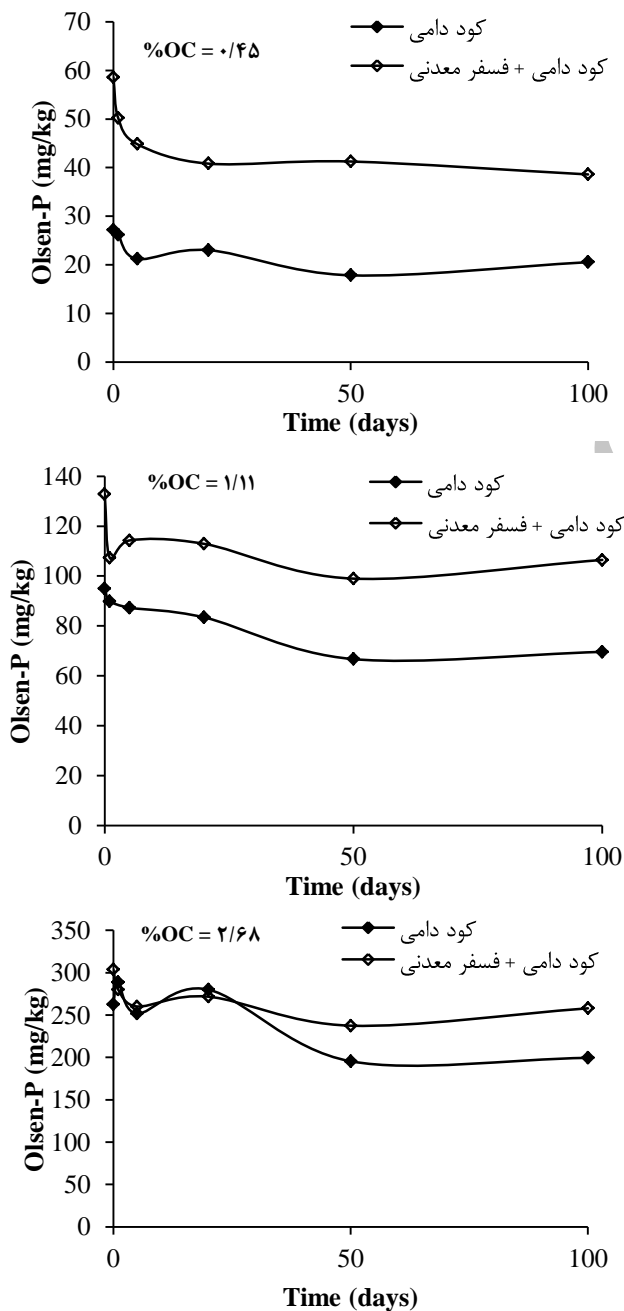 70
60
50
40
30
20
10
0
0 50 100
Olsen-P (mg/kg)
Time (days)
%OC = ۰/۴۵
کود دامی
کود دامی + فسفر معدنی
140
120
100
80
60
40
20
0
0 50 100
Olsen-P (mg/kg)
Time (days)
%OC = ۱/۱۱
کود دامی
کود دامی + فسفر معدنی
350
300
250
200
150
100
50
0
0 50 100
Olsen-P (mg/kg)
Time (days)
%OC = ۲/۶۸
کود دامی
کود دامی + فسفر معدنی